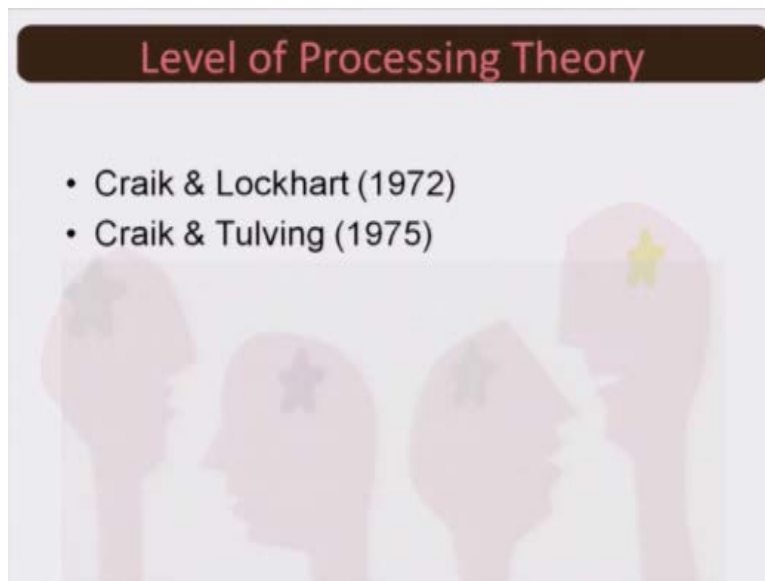 Level of Processing Theory
• Craik & Lockhart (1972)
• Craik & Tulving (1975)